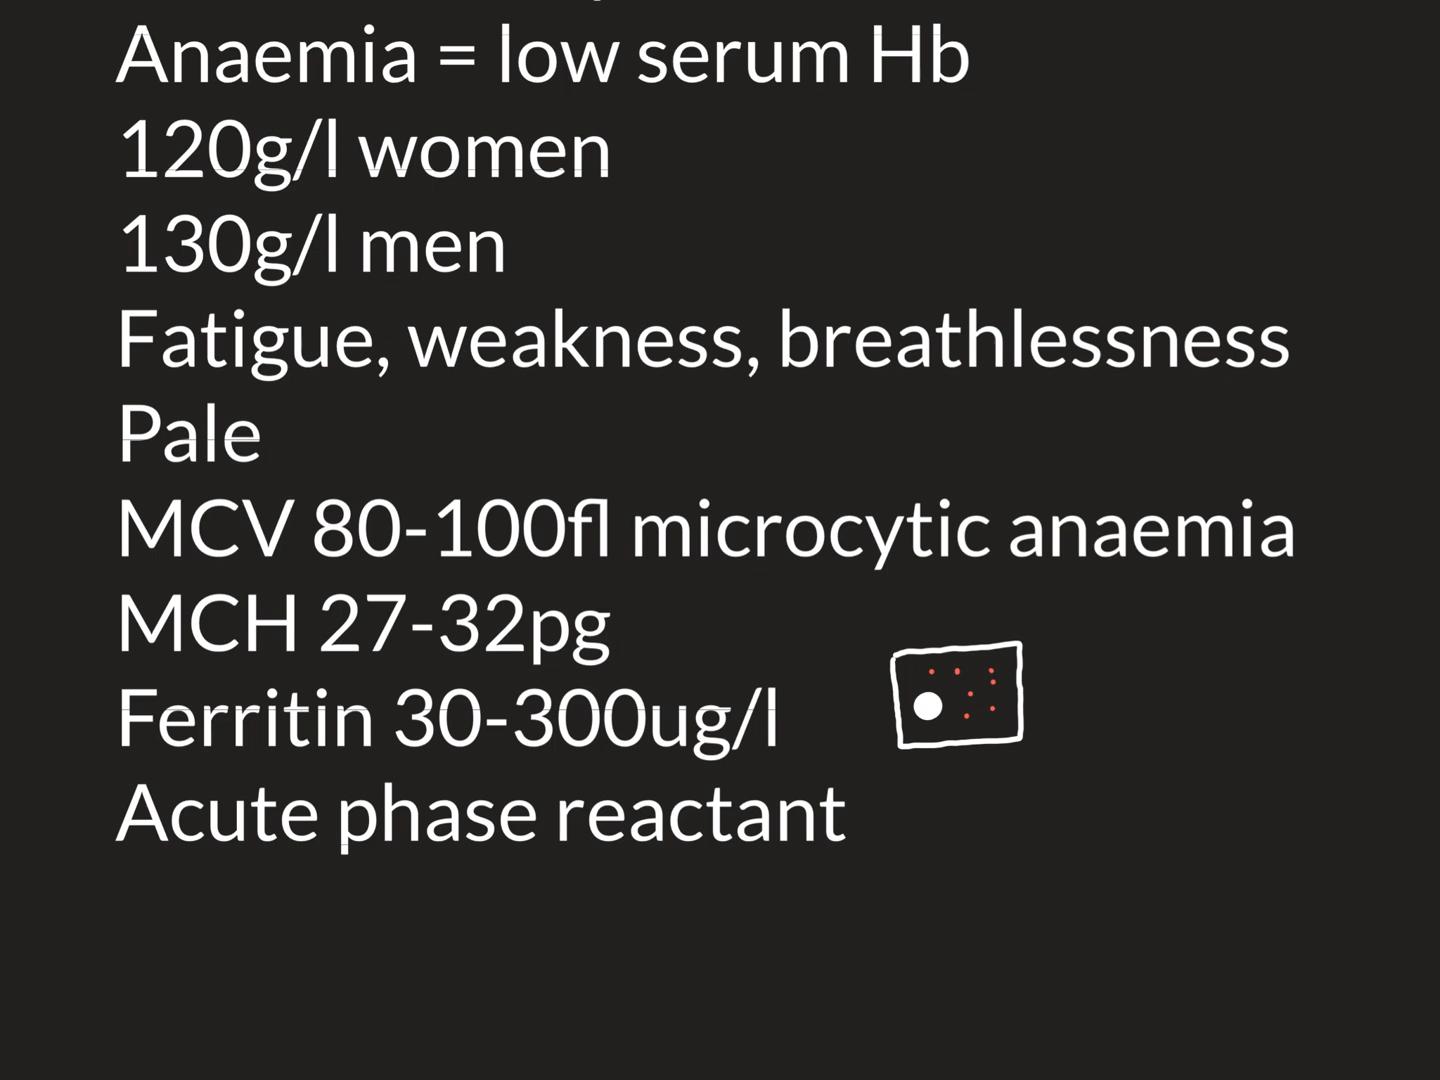 Anaemia = low serum Hb
120g/l women
130g/l men
Fatigue, weakness, breathlessness
Pale
MCV 80-100fl microcytic anaemia
MCH 27-32pg
Ferritin 30-300ug/l
Acute phase reactant